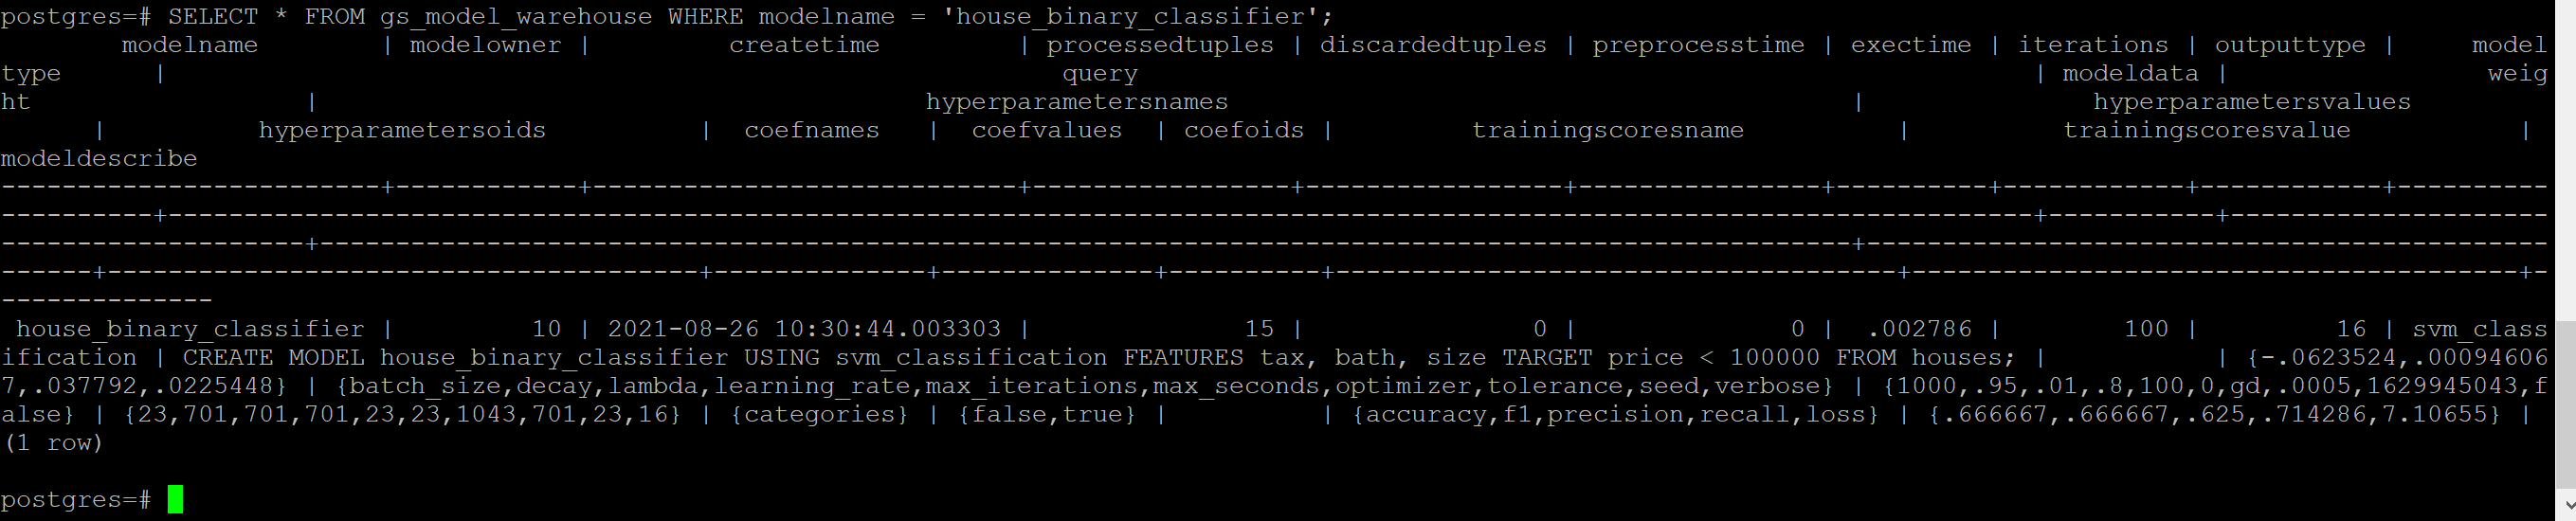 postgres=# SELECT * FROM gs_model_warehouse WHERE modelname = 'house_binary_classifier';
modelname | modelowner | createtime | processedtuples | discardedtuples | preprocesstime | exectime | iterations | outputtype | model
type | query | modeldata | weig
ht | hyperparametersnames | hyperparametersvalues
| hyperparametersoids | coefnames | coefvalues | coefoids | trainingscoresname | trainingscoresvalue |
modeldescribe
-------------------------+------------+----------------------------+-----------------+-----------------+----------------+----------+------------+------------+----------
----------+---------------------------------------------------------------------------------------------------------------------------+-----------+---------------------
--------------------+-----------------------------------------------------------------------------------------------------+---------------------------------------------
------+---------------------------------------+--------------+--------------+----------+-------------------------------------+----------------------------------------+-
--------------
house_binary_classifier | 10 | 2021-08-26 10:30:44.003303 | 15 | 0 | 0 | .002786 | 100 | 16 | svm_class
ification | CREATE MODEL house_binary_classifier USING svm_classification FEATURES tax, bath, size TARGET price < 100000 FROM houses; | | {-.0623524,.00094606
7,.037792,.0225448} | {batch_size,decay,lambda,learning_rate,max_iterations,max_seconds,optimizer,tolerance,seed,verbose} | {1000,.95,.01,.8,100,0,gd,.0005,1629945043,f
alse} | {23,701,701,701,23,23,1043,701,23,16} | {categories} | {false,true} | | {accuracy,f1,precision,recall,loss} | {.666667,.666667,.625,.714286,7.10655} |
(1 row)
postgres=#